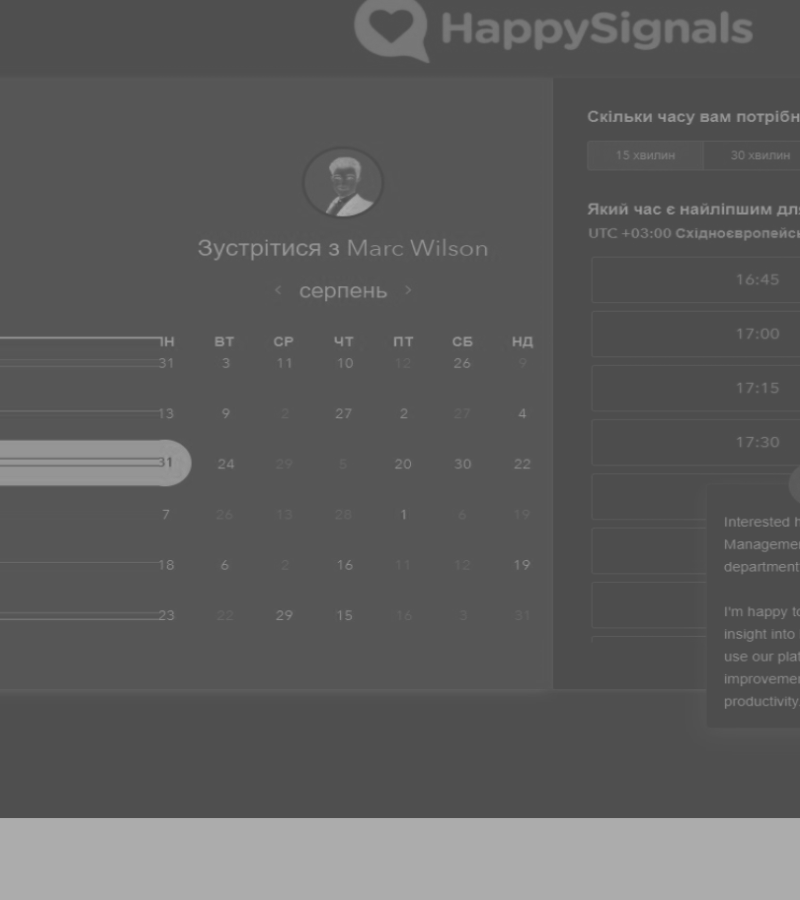 HappySignals
Зустрітися з Marc Wilson
‹ серпень ›
ІН ВТ СР ЧТ ПТ СБ НД
31 3 11 10 12 26 9
13 9 2 27 2 27 4
31 24 29 5 20 30 22
7 26 13 28 1 6 19
18 6 2 16 11 12 19
23 22 29 15 16 3 31
Скільки часу вам потрібн
15 хвилин 30 хвилин
Який час є найліпшим дл
UTC +03:00 Східноєвропейс
16:45
17:00
17:15
17:30
Interested h
Managemen
department
I'm happy to
insight into
use our plat
improvemen
productivity